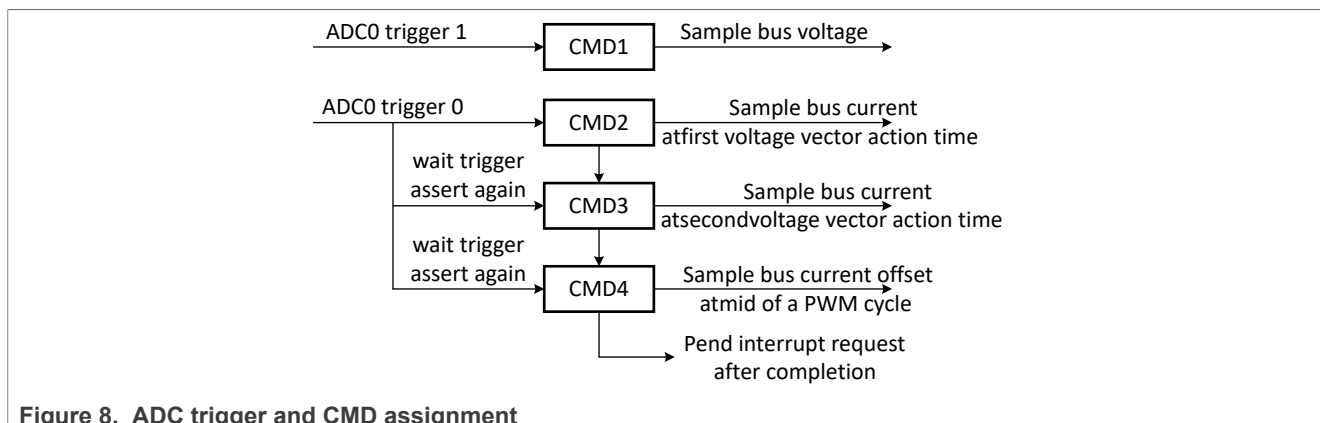 ADC0 trigger 1
CMD1
Sample bus voltage
ADC0 trigger 0
CMD2
Sample bus current
atfirst voltage vector action time
wait trigger
assert again
CMD3
Sample bus current
atsecondvoltage vector action time
wait trigger
assert again
CMD4
Sample bus current offset
atmid of a PWM cycle
Pend interrupt request
after completion
Figure 8. ADC trigger and CMD assignment